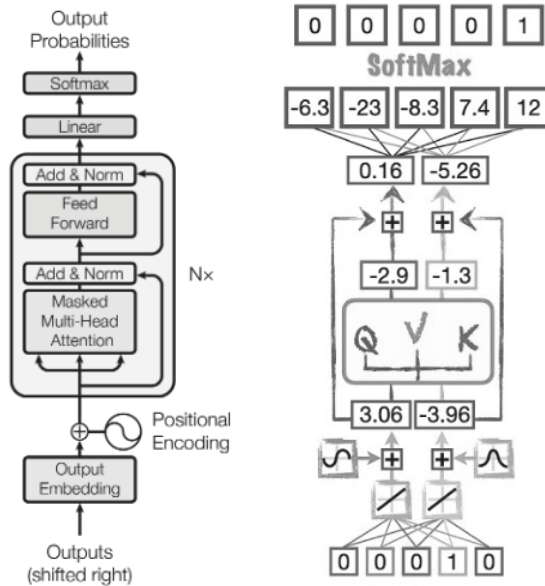 Output
Probabilities
Softmax
Linear
Add & Norm
Feed
Forward
Add & Norm
Masked
Multi-Head
Attention
Nx
Positional
Encoding
Output
Embedding
Outputs
(shifted right)
0 0 0 0 1
SoftMax
-6.3 -23 -8.3 7.4 12
0.16 -5.26
+ +
-2.9 -1.3
Q V K
3.06 -3.96
+ +
0 0 0 1 0